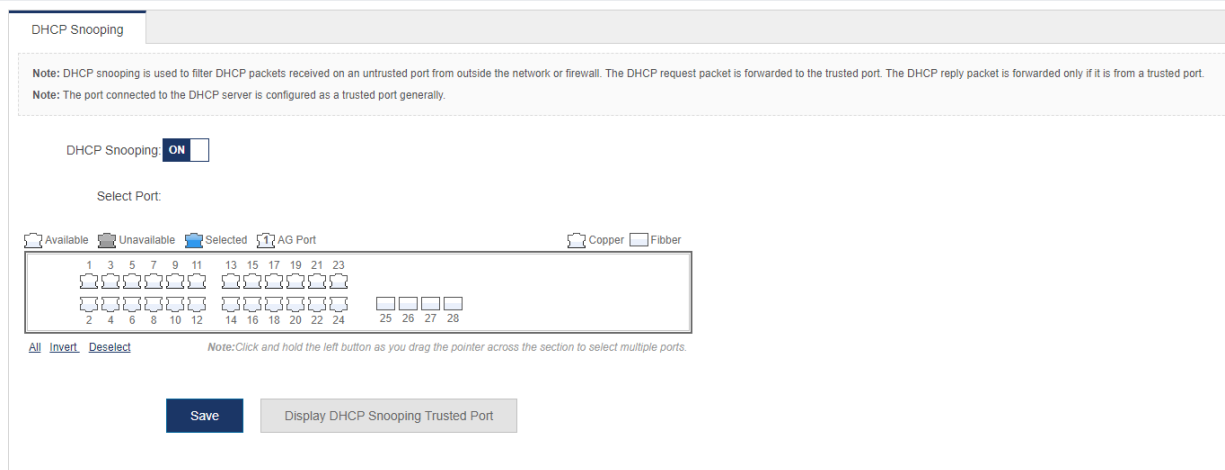 DHCP Snooping
Note: DHCP snooping is used to filter DHCP packets received on an untrusted port from outside the network or firewall. The DHCP request packet is forwarded to the trusted port. The DHCP reply packet is forwarded only if it is from a trusted port.
Note: The port connected to the DHCP server is configured as a trusted port generally.
DHCP Snooping: ON
Select Port:
Available Unavailable Selected 1 AG Port Copper Fibber
1 3 5 7 9 11 13 15 17 19 21 23
2 4 6 8 10 12 14 16 18 20 22 24 25 26 27 28
All Invert Deselect Note:Click and hold the left button as you drag the pointer across the section to select multiple ports.
Save Display DHCP Snooping Trusted Port